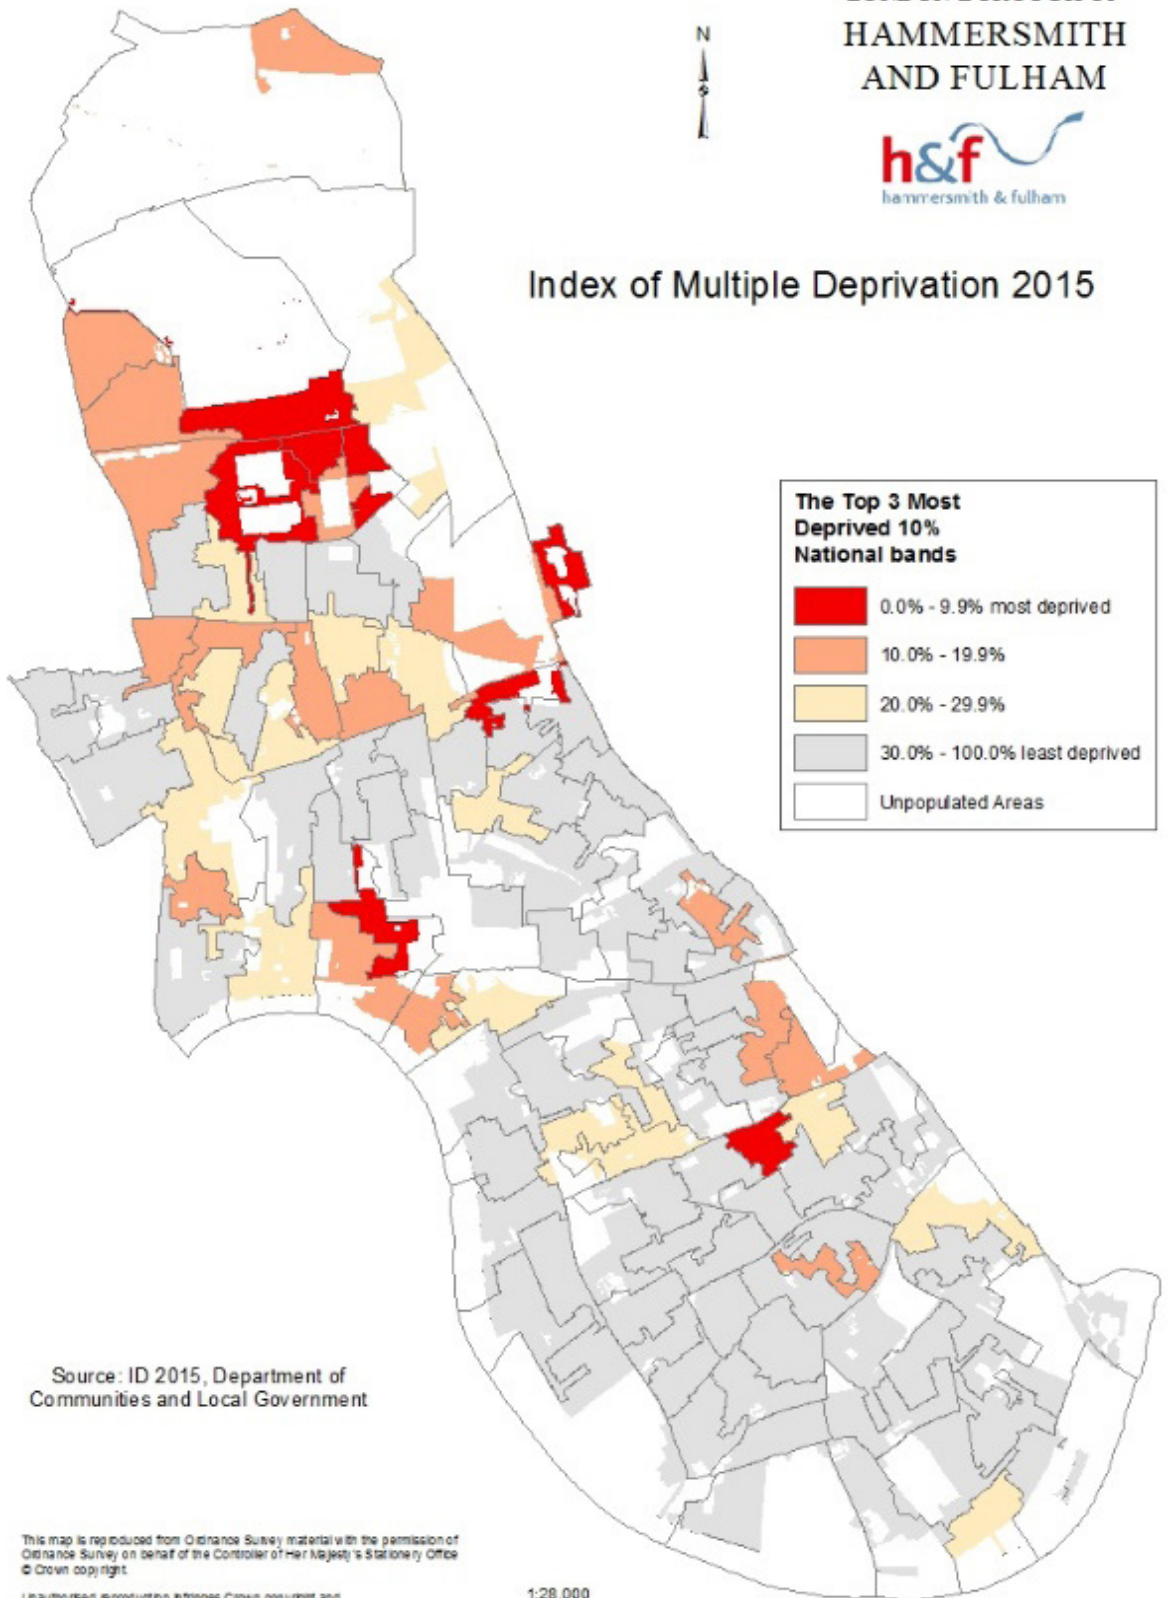 N
HAMMERSMITH
AND FULHAM
h&f
hammersmith & fulham
Index of Multiple Deprivation 2015
The Top 3 Most
Deprived 10%
National bands
0.0% - 9.9% most deprived
10.0% - 19.9%
20.0% - 29.9%
30.0% - 100.0% least deprived
Unpopulated Areas
Source: ID 2015, Department of
Communities and Local Government
This map is reproduced from Ordnance Survey material with the permission of
Ordnance Survey on behalf of the Controller of Her Majesty's Stationery Office
© Crown copyright
1:28,000